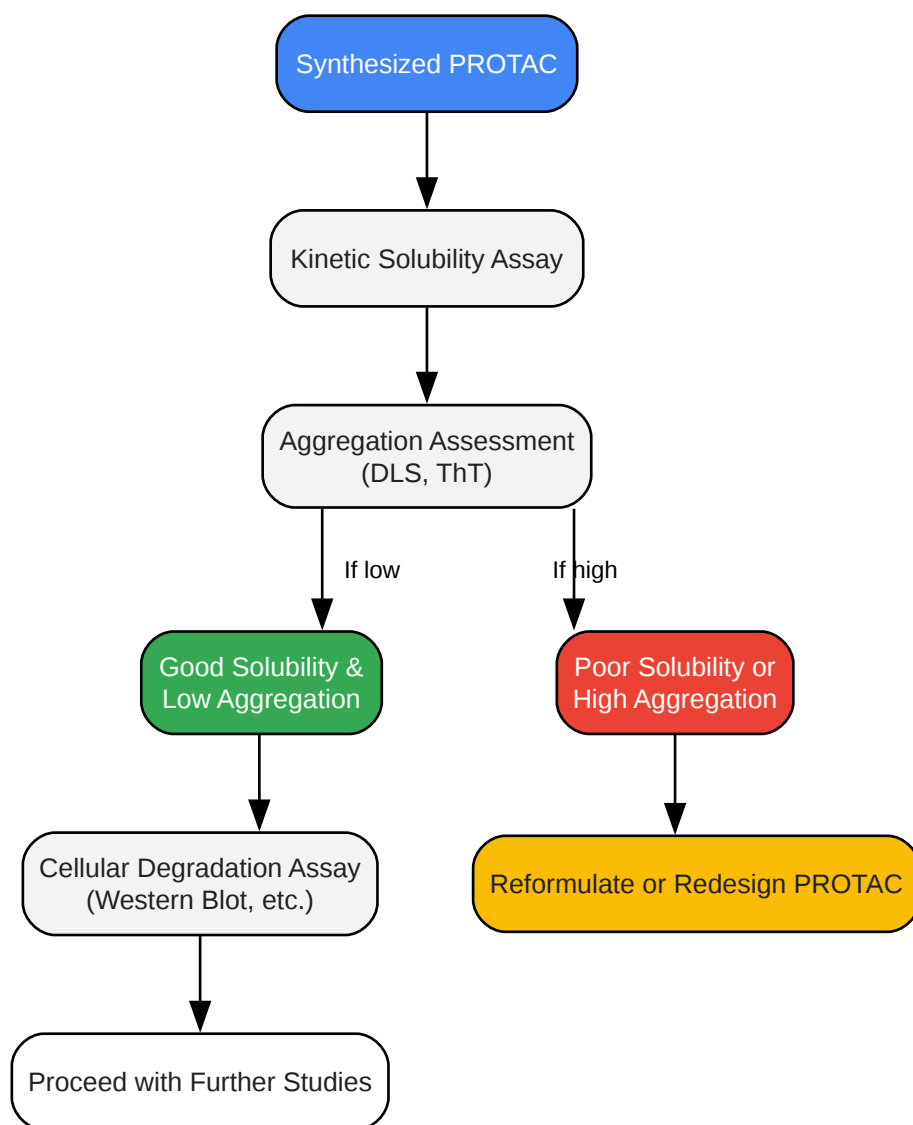 Synthesized PROTAC
Kinetic Solubility Assay
Aggregation Assessment
(DLS, ThT)
If low
If high
Good Solubility &
Low Aggregation
Poor Solubility or
High Aggregation
Cellular Degradation Assay
(Western Blot, etc.)
Reformulate or Redesign PROTAC
Proceed with Further Studies